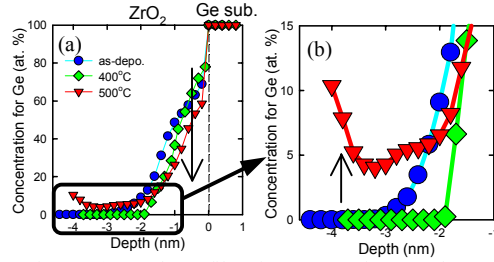 ZrO2 Ge sub.
(a)
as-depo.
400°C
500°C
Concentration for Ge (at. %)
100
80
60
40
20
0
-4 -3 -2 -1 0 1
Depth (nm)
(b)
Concentration for Ge (at. %)
15
10
5
0
-4 -3 -2
Depth (nm)